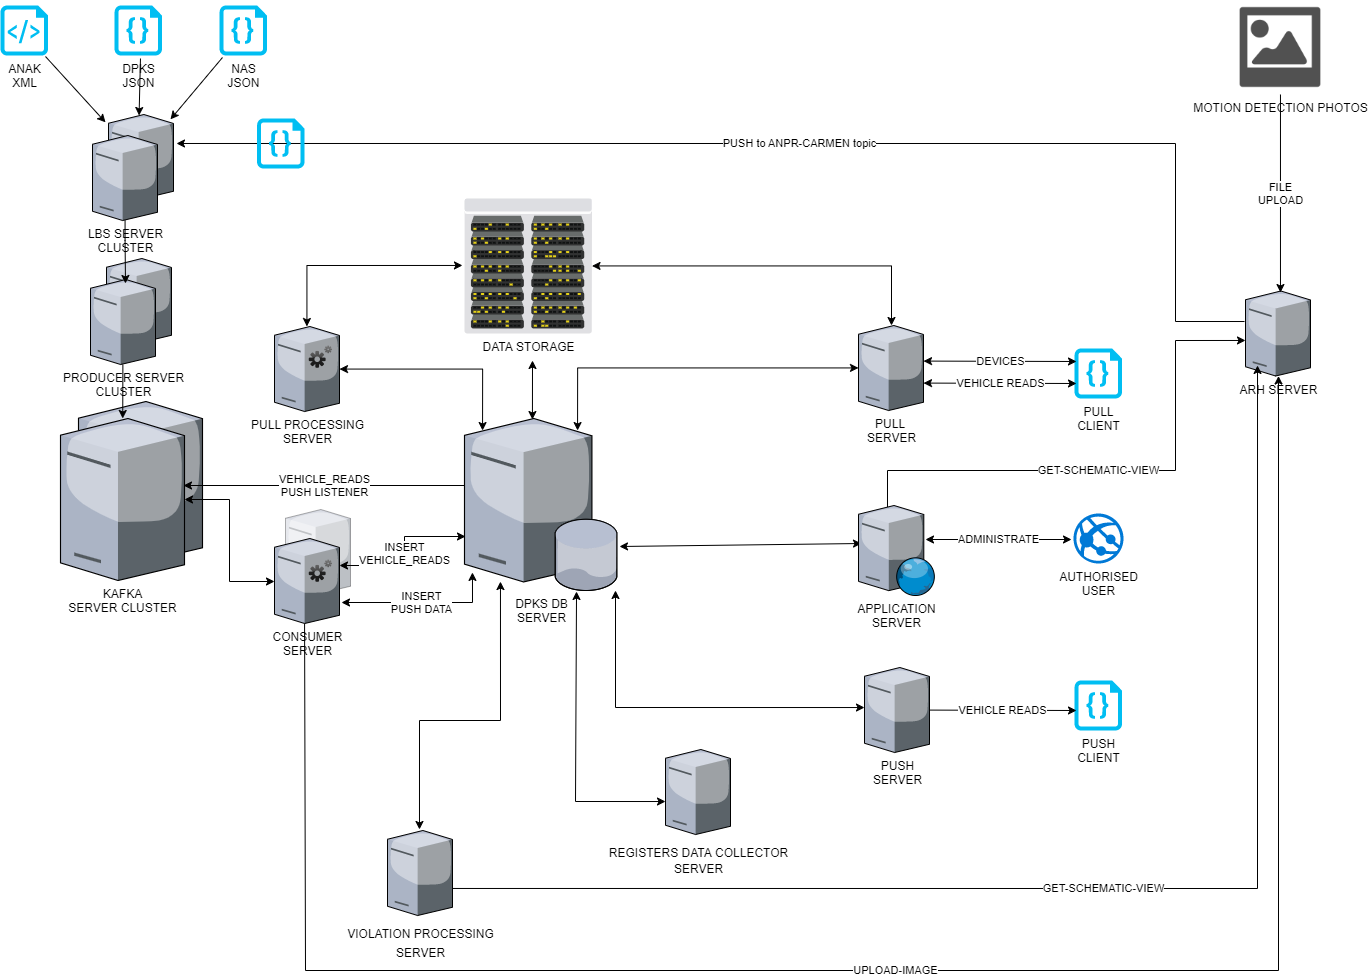 ANAK
XML
DPKS
JSON
NAS
JSON
MOTION DETECTION PHOTOS
PUSH to ANPR-CARMEN topic
FILE
UPLOAD
LBS SERVER
CLUSTER
DATA STORAGE
PRODUCER SERVER
CLUSTER
DEVICES
VEHICLE READS
ARH SERVER
PULL PROCESSING
SERVER
PULL
SERVER
PULL
CLIENT
GET-SCHEMATIC-VIEW
VEHICLE_READS
PUSH LISTENER
INSERT
VEHICLE_READS
ADMINISTRATE
AUTHORISED
USER
KAFKA
SERVER CLUSTER
INSERT
PUSH DATA
DPKS DB
SERVER
APPLICATION
SERVER
CONSUMER
SERVER
VEHICLE READS
PUSH
CLIENT
PUSH
SERVER
REGISTERS DATA COLLECTOR
SERVER
GET-SCHEMATIC-VIEW
VIOLATION PROCESSING
SERVER
UPLOAD-IMAGE